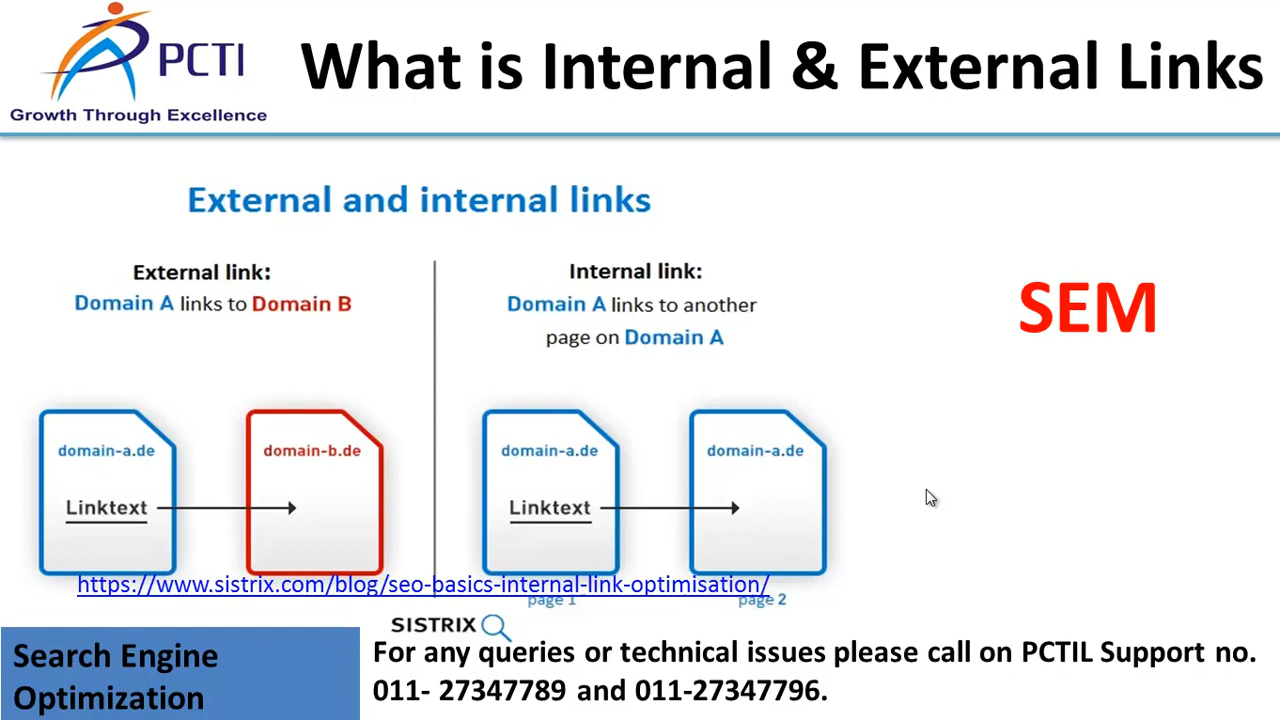 PCTI
Growth Through Excellence
What is Internal & External Links
External and internal links
External link:
Domain A links to Domain B
Internal link:
Domain A links to another
page on Domain A
SEM
domain-a.de
Linktext
domain-b.de
domain-a.de
Linktext
domain-a.de
https://www.sistrix.com/blog/seo-basics-internal-link-optimisation/
page 1
page 2
SISTRIX
Search Engine
Optimization
For any queries or technical issues please call on PCTIL Support no.
011- 27347789 and 011-27347796.